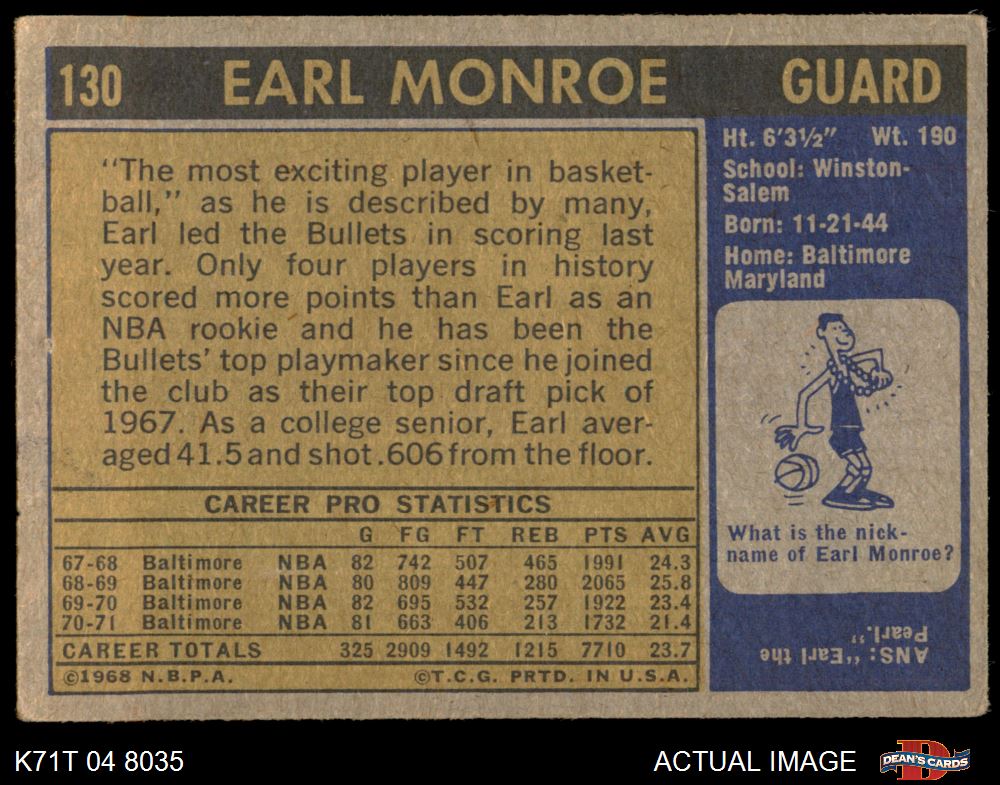 130 EARL MONROE GUARD
"The most exciting player in basket-
ball," as he is described by many,
Earl led the Bullets in scoring last
year. Only four players in history
scored more points than Earl as an
NBA rookie and he has been the
Bullets' top playmaker since he joined
the club as their top draft pick of
1967. As a college senior, Earl aver-
aged 41.5 and shot .606 from the floor.
CAREER PRO STATISTICS
G FG FT REB PTS AVG
67-68 Baltimore NBA 82 742 507 465 1991 24.3
68-69 Baltimore NBA 80 809 447 280 2065 25.8
69-70 Baltimore NBA 82 695 532 257 1922 23.4
70-71 Baltimore NBA 81 663 406 213 1732 21.4
CAREER TOTALS 325 2909 1492 1215 7710 23.7
©1968 N.B.P.A. ©T.C.G. PRTD. IN U.S.A.
Ht. 6'3½" Wt. 190
School: Winston-
Salem
Born: 11-21-44
Home: Baltimore
Maryland
What is the nick-
name of Earl Monroe?
ANS: "Earl the
Pearl."
K71T 04 8035 ACTUAL IMAGE DEAN'S CARDS